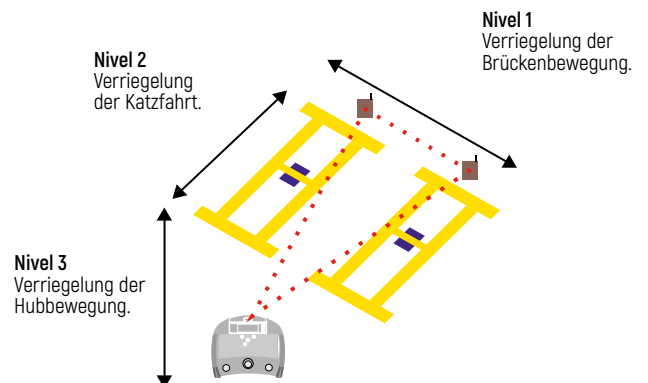 Nivel 1
Verriegelung der
Brückenbewegung.
Nivel 2
Verriegelung
der Katzfahrt.
Nivel 3
Verriegelung der
Hubbewegung.